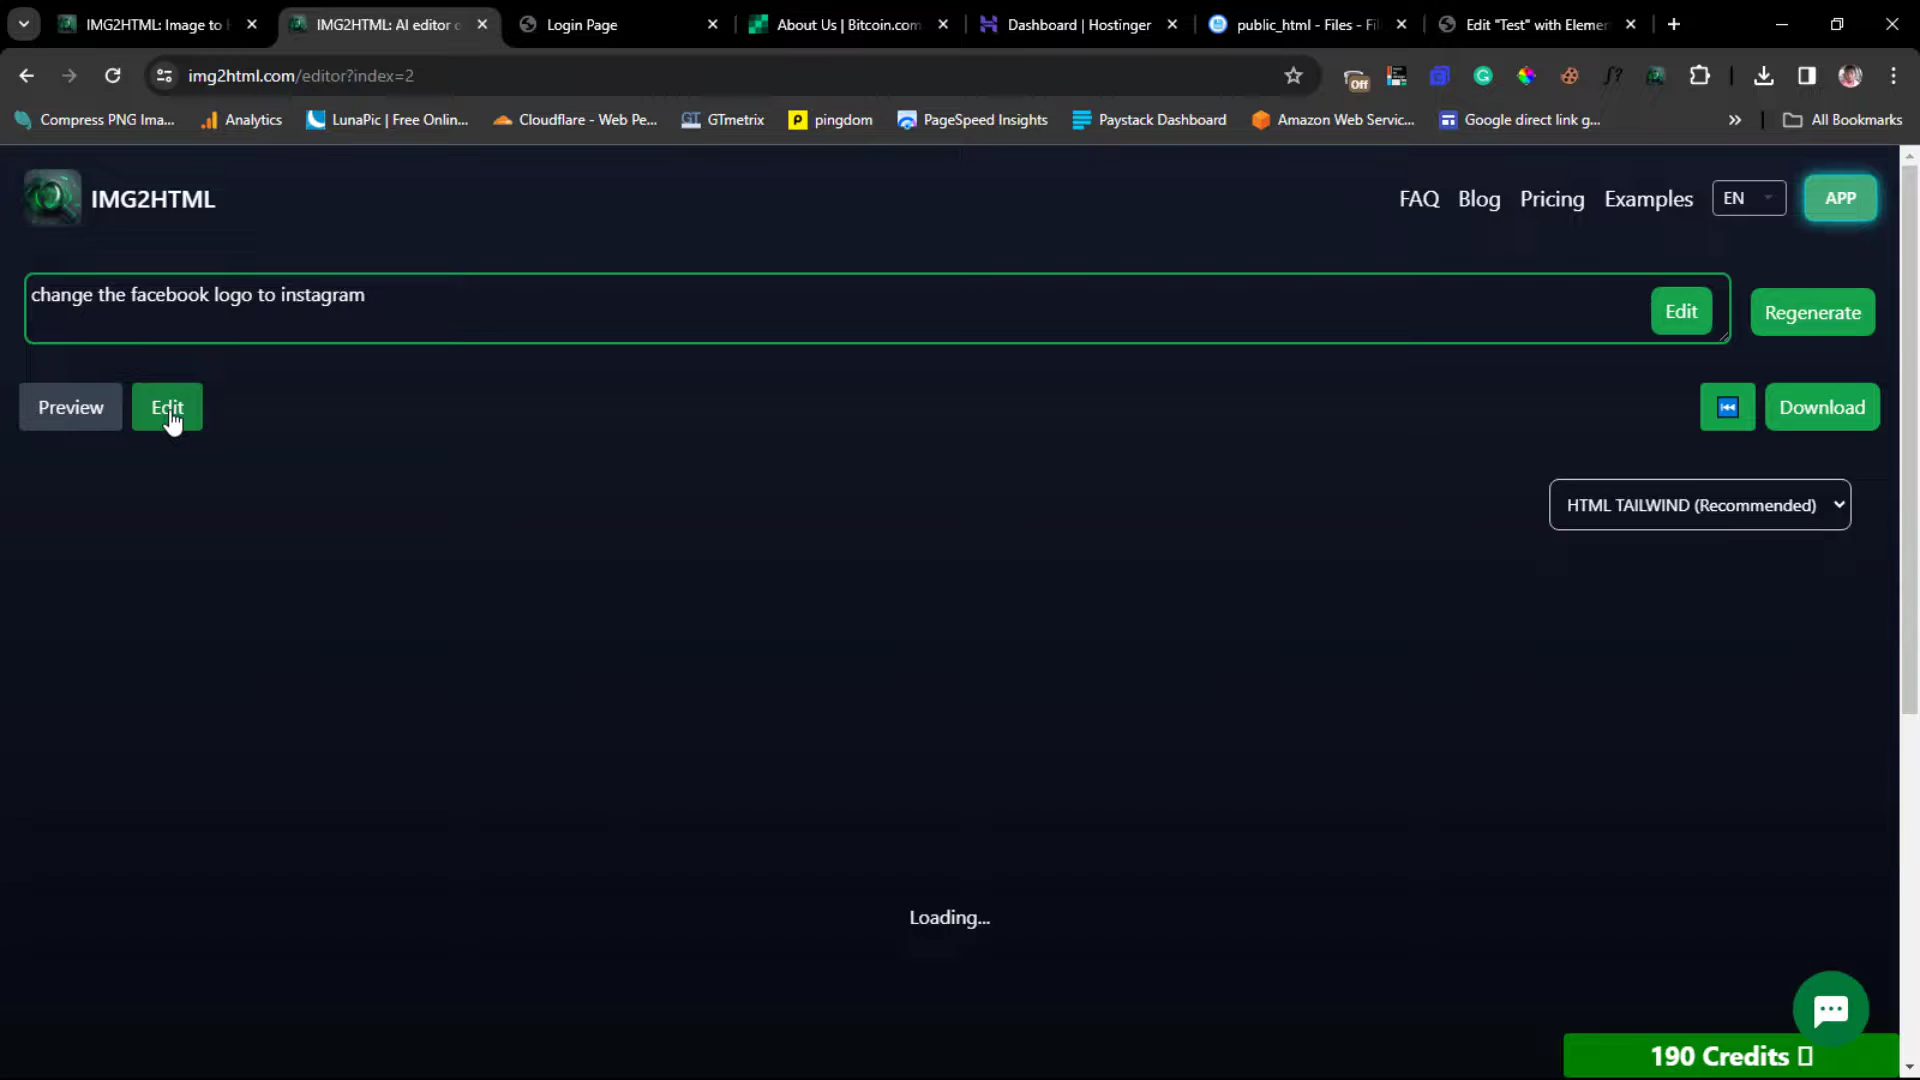 IMG2HTML: Image to
IMG2HTML: AI editor
Login Page
About Us | Bitcoin.com
Dashboard | Hostinger
public_html - Files -
Edit "Test" with
img2html.com/editor?index=2
Off
Compress PNG Ima...
Analytics
LunaPic | Free Onlin...
Cloudflare - Web Pe...
GTmetrix
pingdom
PageSpeed Insights
Paystack Dashboard
Amazon Web Servic...
Google direct link g...
All Bookmarks
IMG2HTML
FAQ
Blog
Pricing
Examples
EN
APP
change the facebook logo to instagram
Edit
Regenerate
Preview
Edit
Download
HTML TAILWIND (Recommended)
Loading...
190 Credits